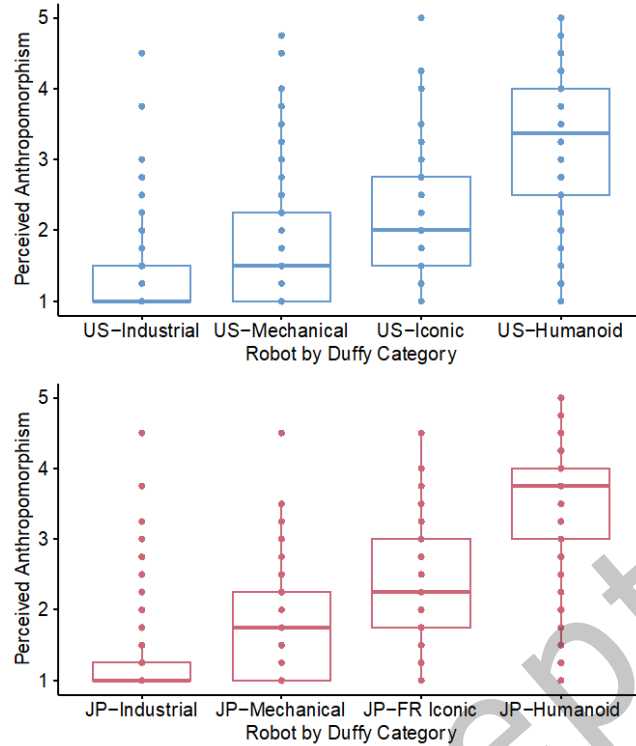 Perceived Anthropomorphism
5
4
3
2
1
US−Industrial US−Mechanical US−Iconic US−Humanoid
Robot by Duffy Category
Perceived Anthropomorphism
5
4
3
2
1
JP−Industrial JP−Mechanical JP−FR Iconic JP−Humanoid
Robot by Duffy Category